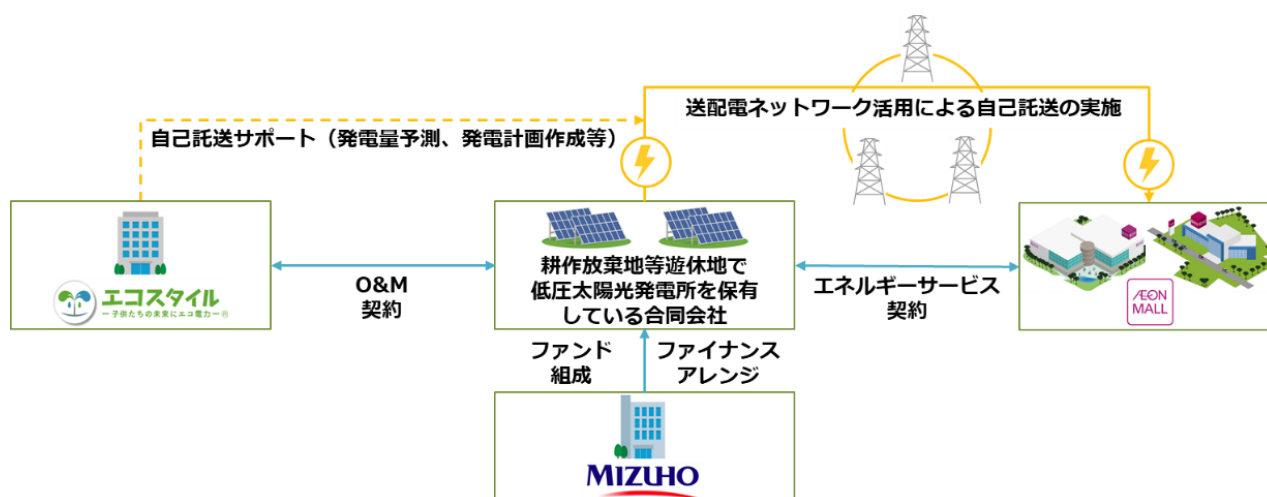 送配電ネットワーク活用による自己託送の実施
自己託送サポート（発電量予測、発電計画作成等）
エコスタイル
ー子供たちの未来にエコ電力ー®
O&M
契約
耕作放棄地等遊休地で
低圧太陽光発電所を保有
している合同会社
エネルギーサービス
契約
ÆON
MALL
ファンド
組成
ファイナンス
アレンジ
MIZUHO